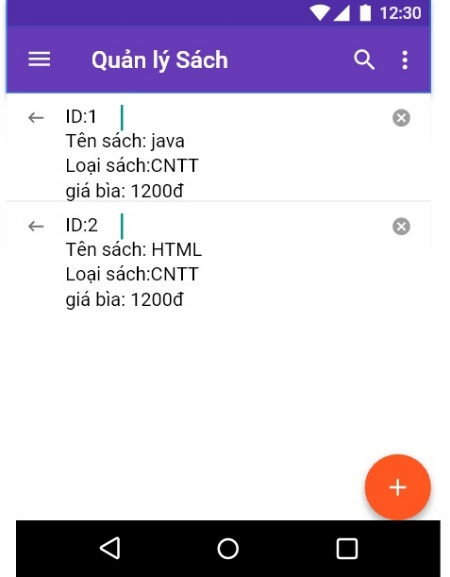 12:30
Quản lý Sách
ID:1
Tên sách: java
Loại sách:CNTT
giá bìa: 1200đ
ID:2
Tên sách: HTML
Loại sách:CNTT
giá bìa: 1200đ